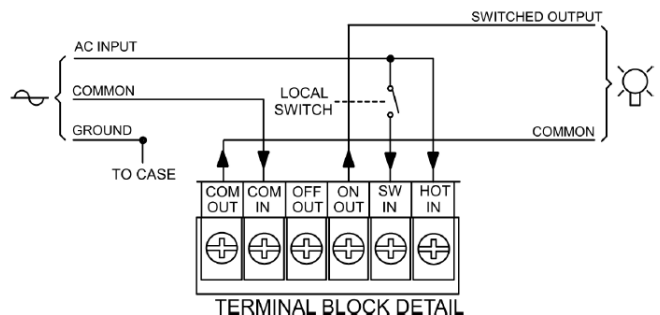 SWITCHED OUTPUT
AC INPUT
COMMON
LOCAL
SWITCH
GROUND
COMMON
TO CASE
COM
OUT
COM
IN
OFF
OUT
ON
OUT
SW
IN
HOT
IN
TERMINAL BLOCK DETAIL